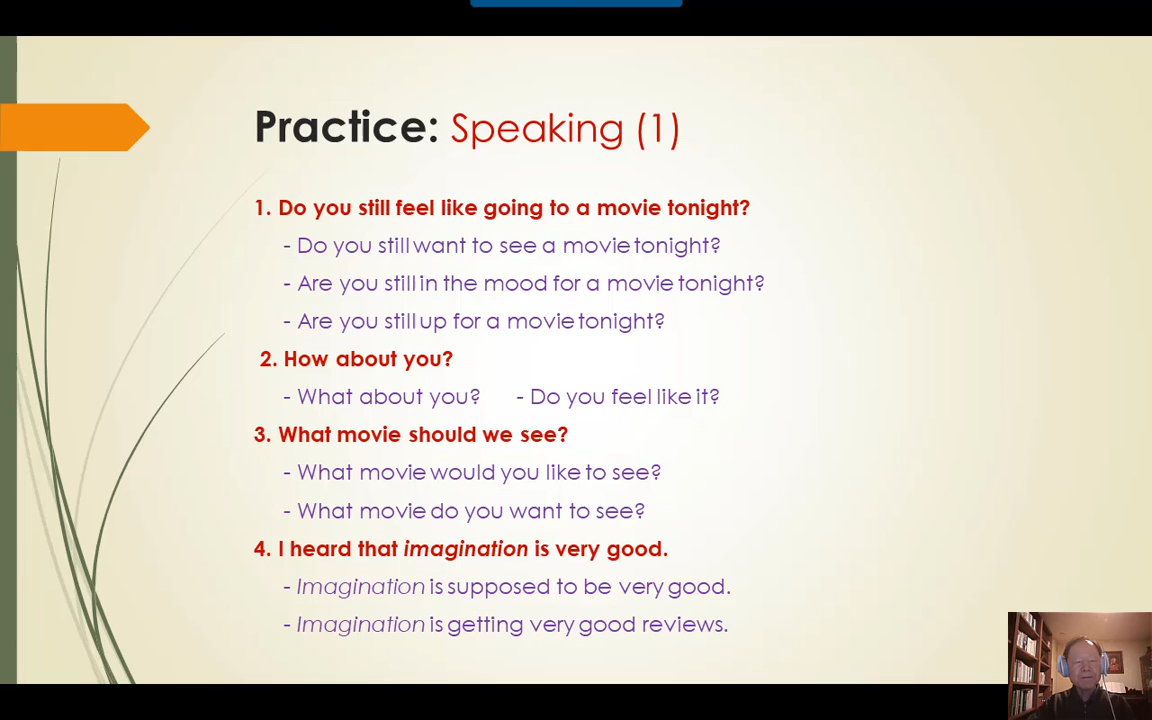 Practice: Speaking (1)
1. Do you still feel like going to a movie tonight?
- Do you still want to see a movie tonight?
- Are you still in the mood for a movie tonight?
- Are you still up for a movie tonight?
2. How about you?
- What about you? - Do you feel like it?
3. What movie should we see?
- What movie would you like to see?
- What movie do you want to see?
4. I heard that imagination is very good.
- Imagination is supposed to be very good.
- Imagination is getting very good reviews.